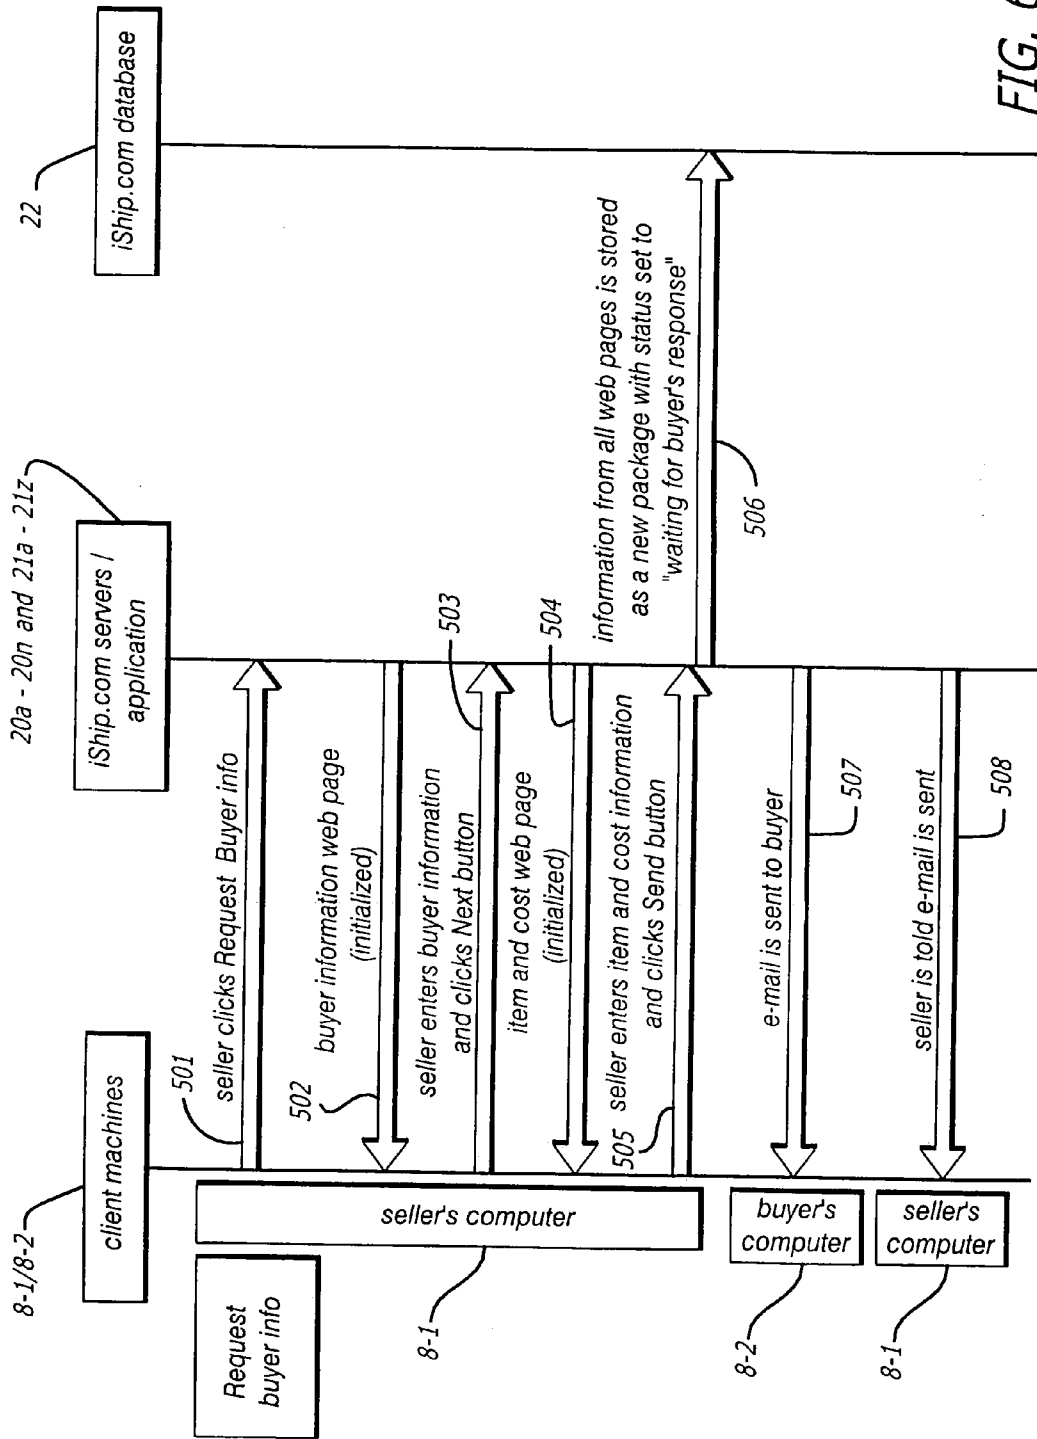 8-1/8-2
client machines
20a - 20n and 21a - 21z
iShip.com servers /
application
22
iShip.com database
Request
buyer info
seller's computer
8-1
501
seller clicks Request Buyer info
502
buyer information web page
(initialized)
seller enters buyer information
and clicks Next button
503
item and cost web page
(initialized)
504
505
seller enters item and cost information
and clicks Send button
information from all web pages is stored
as a new package with status set to
"waiting for buyer's response"
506
buyer's
computer
8-2
e-mail is sent to buyer
507
seller's
computer
8-1
seller is told e-mail is sent
508
FIG. 6